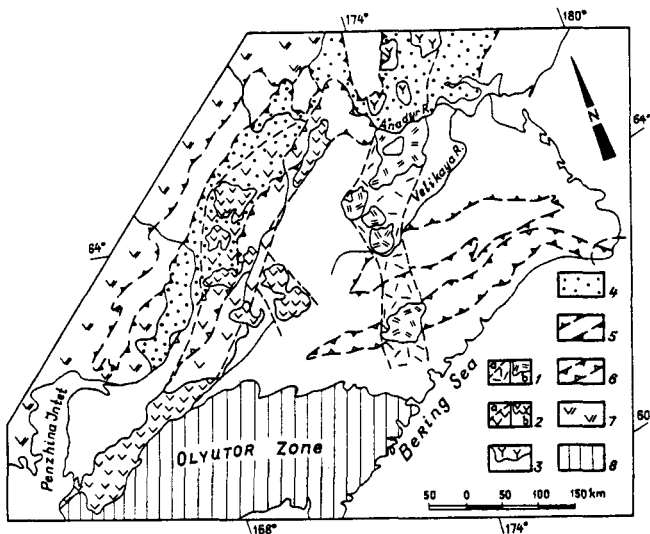 174°
180°
Anadyr R.
N
64°
Velikaya R.
64°
4
5
a
b
1
6
a
b
2
7
3
8
60
Penzhina Inlet
OLYUTOR Zone
BERING Sea
50 0 50 100 150 km
168°
174°